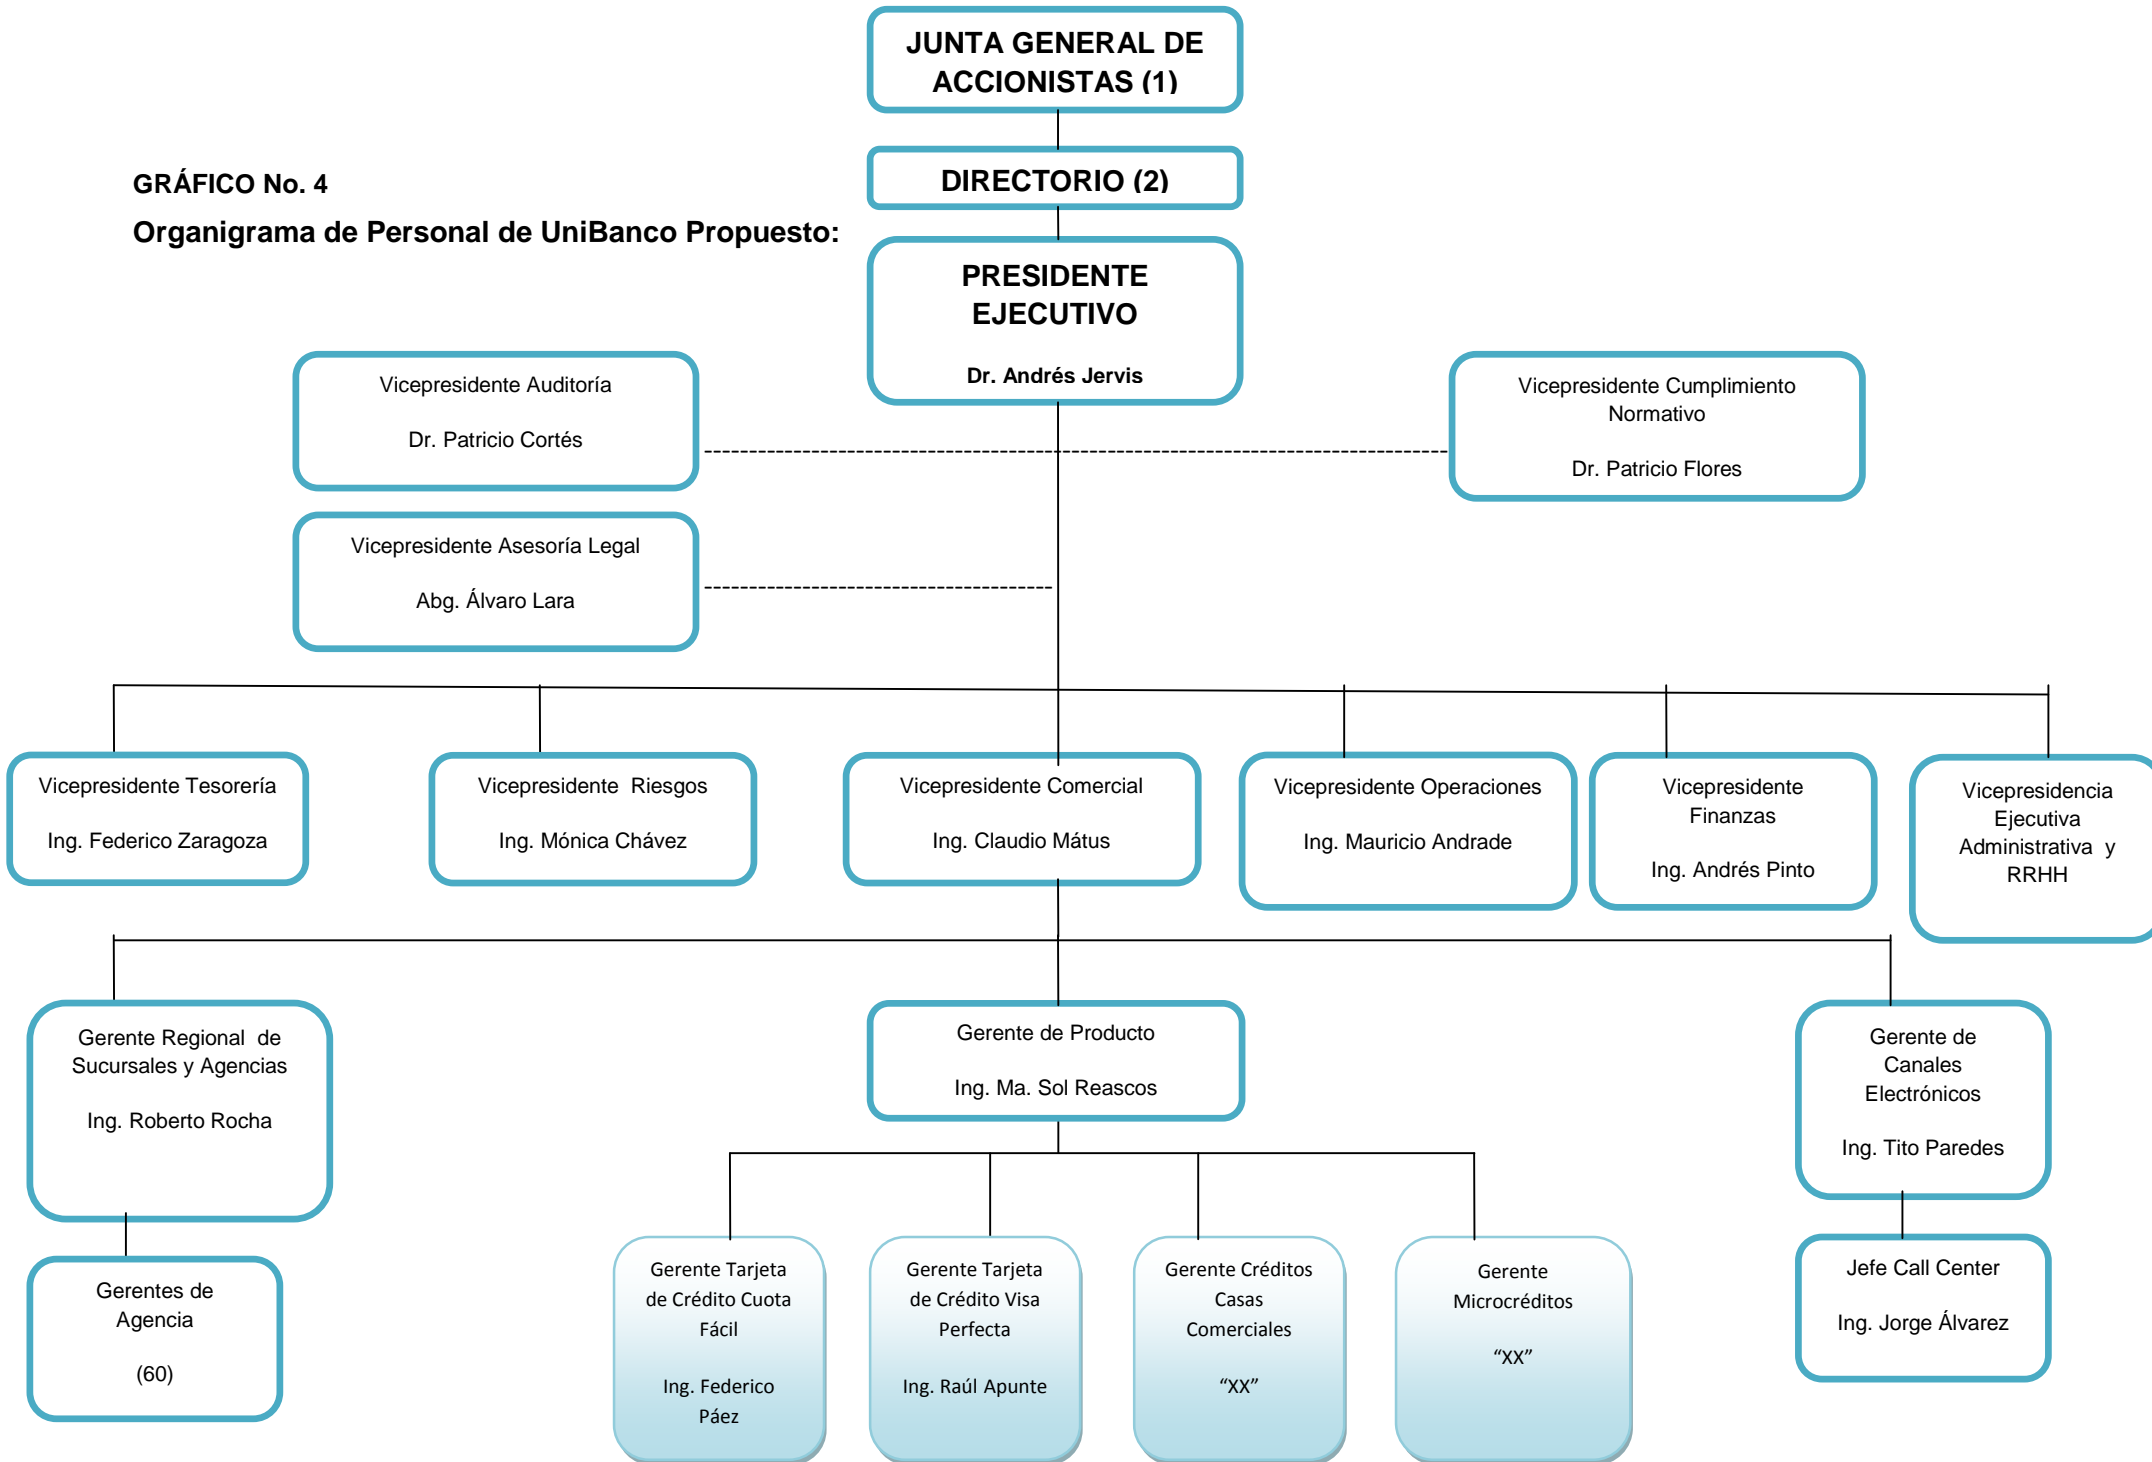 JUNTA GENERAL DE
ACCIONISTAS (1)
GRÁFICO No. 4
DIRECTORIO (2)
Organigrama de Personal de UniBanco Propuesto:
PRESIDENTE
EJECUTIVO
Dr. Andrés Jervis
Vicepresidente Auditoría
Dr. Patricio Cortés
Vicepresidente Cumplimiento
Normativo
Dr. Patricio Flores
Vicepresidente Asesoría Legal
Abg. Álvaro Lara
Vicepresidente Tesorería
Ing. Federico Zaragoza
Vicepresidente Riesgos
Ing. Mónica Chávez
Vicepresidente Comercial
Ing. Claudio Mátus
Vicepresidente Operaciones
Ing. Mauricio Andrade
Vicepresidente
Finanzas
Ing. Andrés Pinto
Vicepresidencia
Ejecutiva
Administrativa y
RRHH
Gerente Regional de
Sucursales y Agencias
Ing. Roberto Rocha
Gerente de Producto
Ing. Ma. Sol Reascos
Gerente de
Canales
Electrónicos
Ing. Tito Paredes
Gerentes de
Agencia
(60)
Gerente Tarjeta
de Crédito Cuota
Fácil
Ing. Federico
Páez
Gerente Tarjeta
de Crédito Visa
Perfecta
Ing. Raúl Apunte
Gerente Créditos
Casas
Comerciales
“XX”
Gerente
Microcréditos
“XX”
Jefe Call Center
Ing. Jorge Álvarez